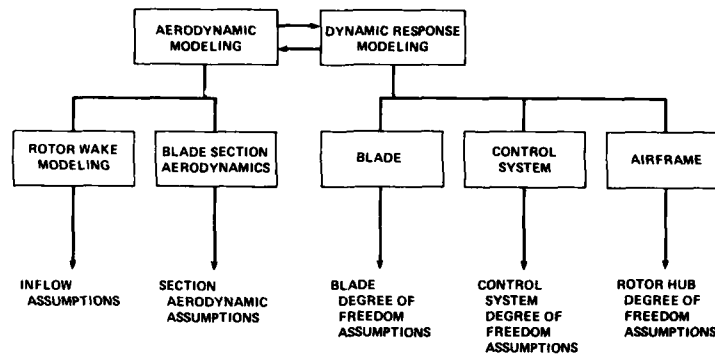 AERODYNAMIC
MODELING
DYNAMIC RESPONSE
MODELING
ROTOR WAKE
MODELING
BLADE SECTION
AERODYNAMICS
BLADE
CONTROL
SYSTEM
AIRFRAME
INFLOW
ASSUMPTIONS
SECTION
AERODYNAMIC
ASSUMPTIONS
BLADE
DEGREE OF
FREEDOM
ASSUMPTIONS
CONTROL
SYSTEM
DEGREE OF
FREEDOM
ASSUMPTIONS
ROTOR HUB
DEGREE OF
FREEDOM
ASSUMPTIONS